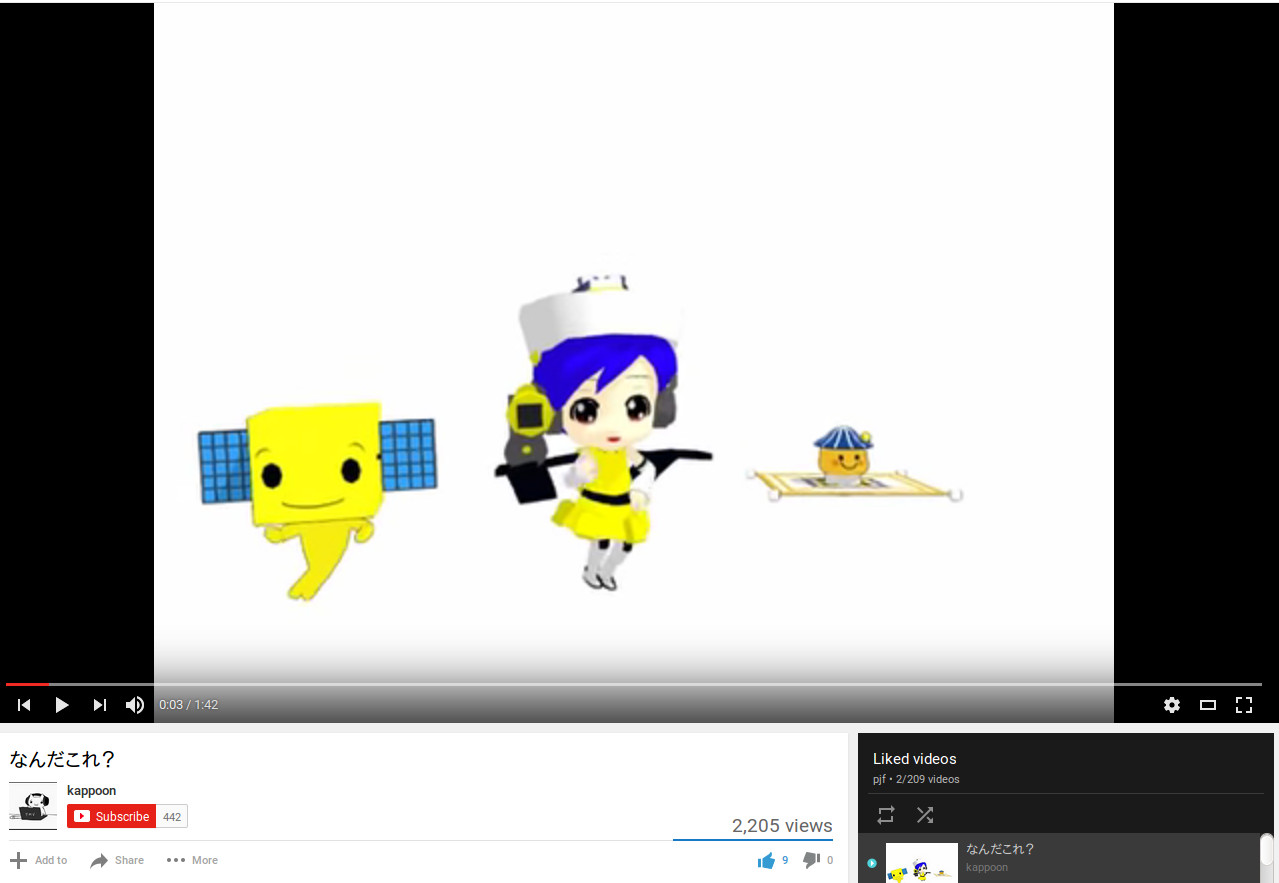 0:03 / 1:42
なんだこれ？
kappoon
Subscribe 442
2,205 views
Add to Share More 9 0
Liked videos
pjf • 2/209 videos
なんだこれ？
kappoon